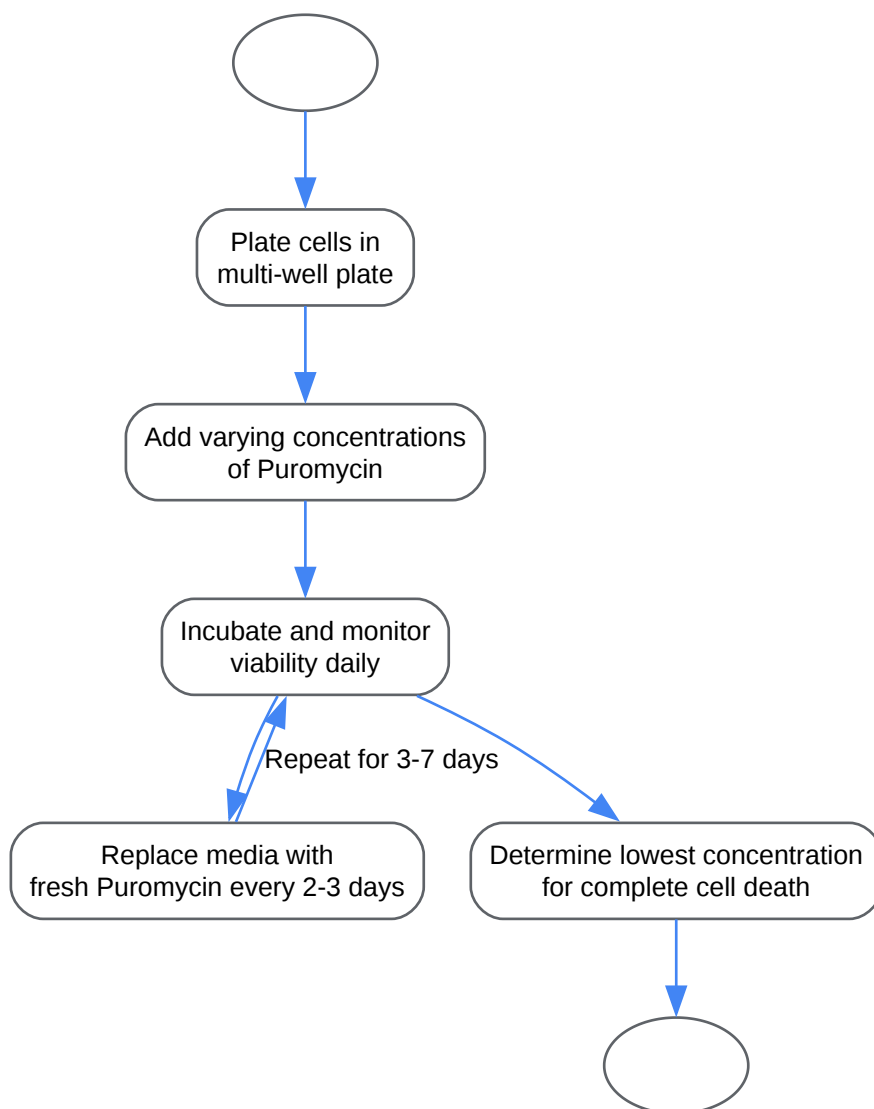 Plate cells in
multi-well plate
Add varying concentrations
of Puromycin
Incubate and monitor
viability daily
Repeat for 3-7 days
Replace media with
fresh Puromycin every 2-3 days
Determine lowest concentration
for complete cell death